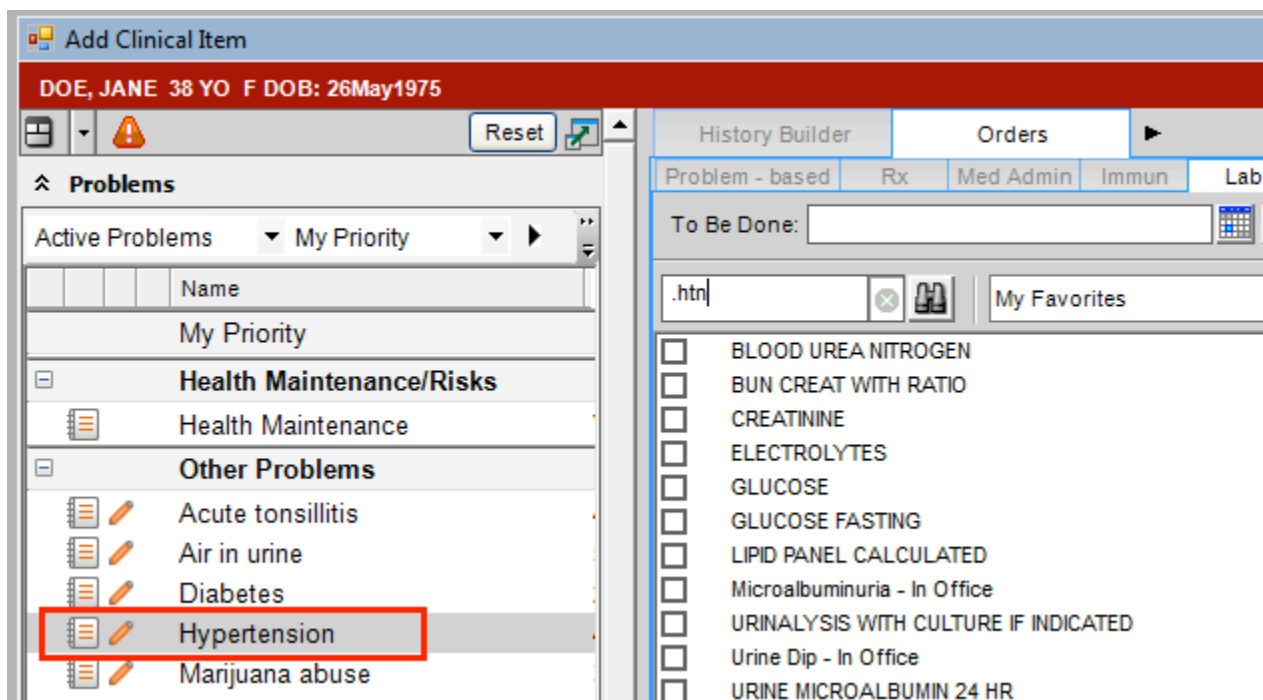 Add Clinical Item
DOE, JANE 38 YO F DOB: 26May1975
Reset
Problems
Active Problems My Priority
Name
My Priority
Health Maintenance/Risks
Health Maintenance
Other Problems
Acute tonsillitis
Air in urine
Diabetes
Hypertension
Marijuana abuse
History Builder Orders
Problem - based Rx Med Admin Immun Lab
To Be Done:
.htn My Favorites
BLOOD UREA NITROGEN
BUN CREAT WITH RATIO
CREATININE
ELECTROLYTES
GLUCOSE
GLUCOSE FASTING
LIPID PANEL CALCULATED
Microalbuminuria - In Office
URINALYSIS WITH CULTURE IF INDICATED
Urine Dip - In Office
URINE MICROALBUMIN 24 HR